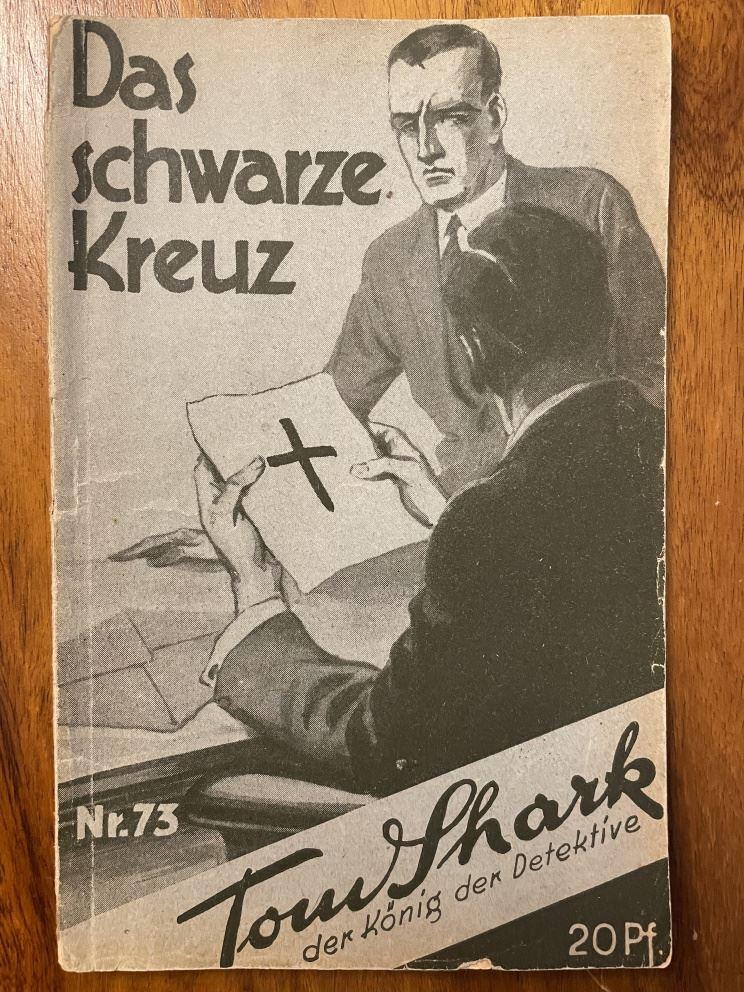 Das
schwarze
Kreuz
Nr. 73
Tom Shark
der König der Detektive
20 Pf.